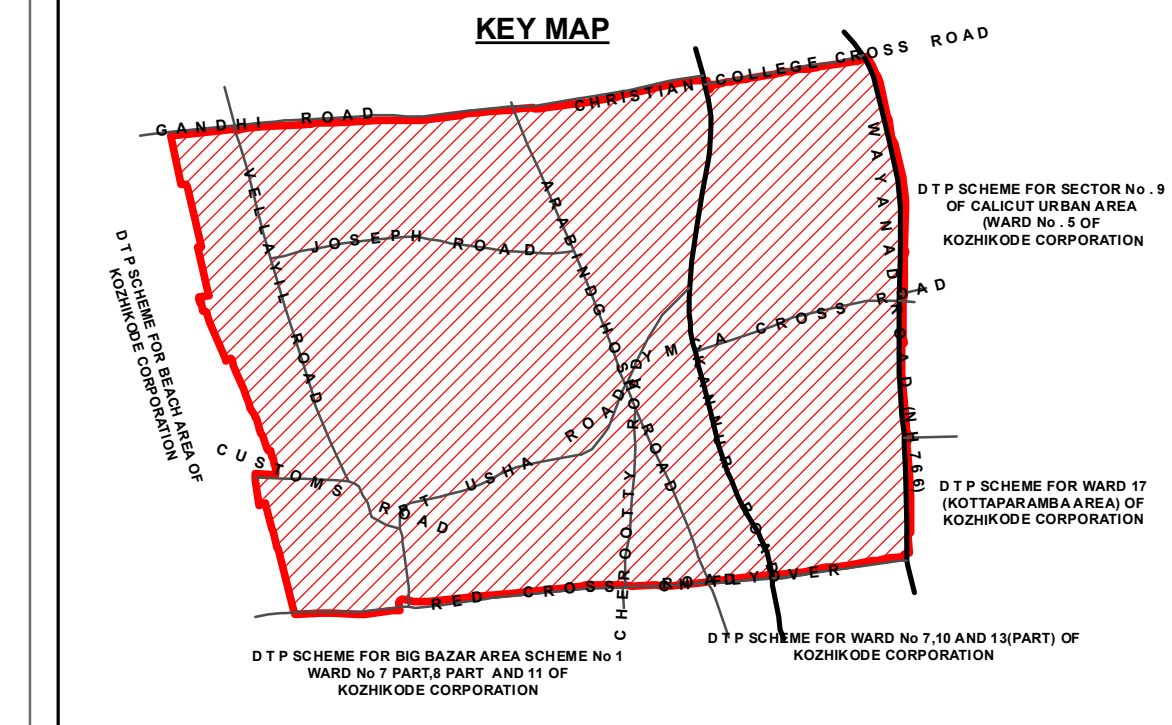 KEY MAP
CHRISTIAN COLLEGE CROSS ROAD
GANDHI ROAD
WAYANAD ROAD (NH 766)
VELLAYIL ROAD
ARABINDGHOSH ROAD
JOSEPH ROAD
D T P SCHEME FOR SECTOR No . 9
OF CALICUT URBAN AREA
(WARD No . 5 OF
KOZHIKODE CORPORATION
D T P SCHEME FOR BEACH AREA OF
KOZHIKODE CORPORATION
Y M C A CROSS ROAD
KANNUR ROAD
P T USHA ROAD
CUSTOMS ROAD
CHEROOITY ROAD
D T P SCHEME FOR WARD 17
(KOTTAPARAMBA AREA) OF
KOZHIKODE CORPORATION
RED CROSS ROAD
FLYOVER
D T P SCHEME FOR WARD No 7,10 AND 13(PART) OF
KOZHIKODE CORPORATION
D T P SCHEME FOR BIG BAZAR AREA SCHEME No 1
WARD No 7 PART,8 PART AND 11 OF
KOZHIKODE CORPORATION